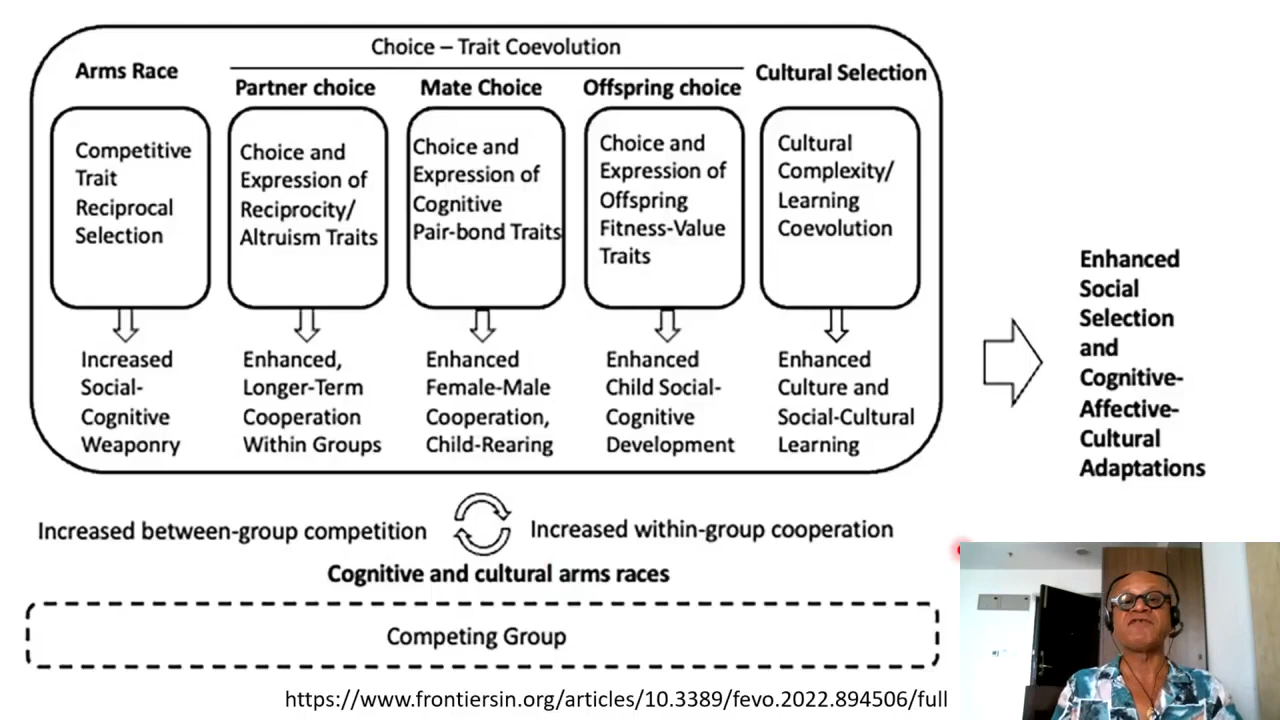 Choice – Trait Coevolution
Arms Race
Partner choice
Mate Choice
Offspring choice
Cultural Selection
Competitive
Trait
Reciprocal
Selection
Choice and
Expression of
Reciprocity/
Altruism Traits
Choice and
Expression of
Cognitive
Pair-bond Traits
Choice and
Expression of
Offspring
Fitness-Value
Traits
Cultural
Complexity/
Learning
Coevolution
Increased
Social-
Cognitive
Weaponry
Enhanced,
Longer-Term
Cooperation
Within Groups
Enhanced
Female-Male
Cooperation,
Child-Rearing
Enhanced
Child Social-
Cognitive
Development
Enhanced
Culture and
Social-Cultural
Learning
Enhanced
Social
Selection
and
Cognitive-
Affective-
Cultural
Adaptations
Increased between-group competition
Increased within-group cooperation
Cognitive and cultural arms races
Competing Group
https://www.frontiersin.org/articles/10.3389/fevo.2022.894506/full